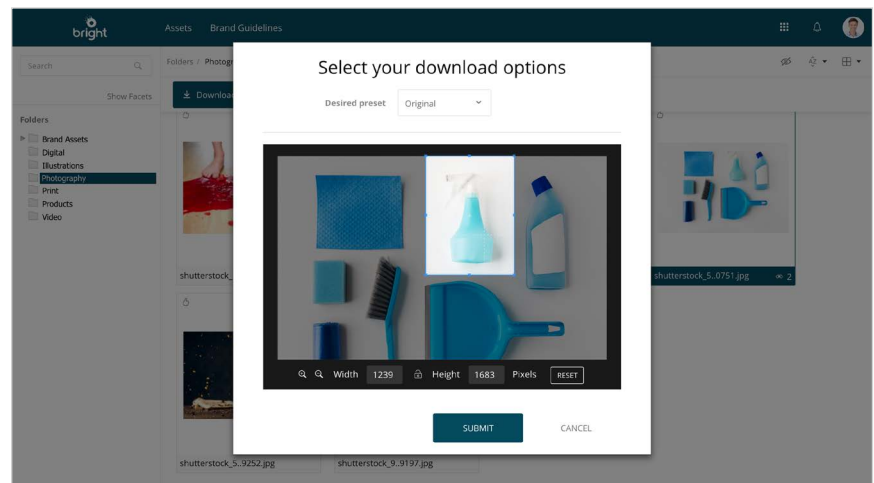 bright
Assets Brand Guidelines
Search
Show Facets
Folders
Brand Assets
Digital
Illustrations
Photography
Print
Products
Video
Folders / Photogr
Downloa
Select your download options
Desired preset Original
Width 1239 Height 1683 Pixels RESET
SUBMIT CANCEL
shutterstock_
shutterstock_5..0751.jpg 2
shutterstock_5..9252.jpg shutterstock_9..9197.jpg